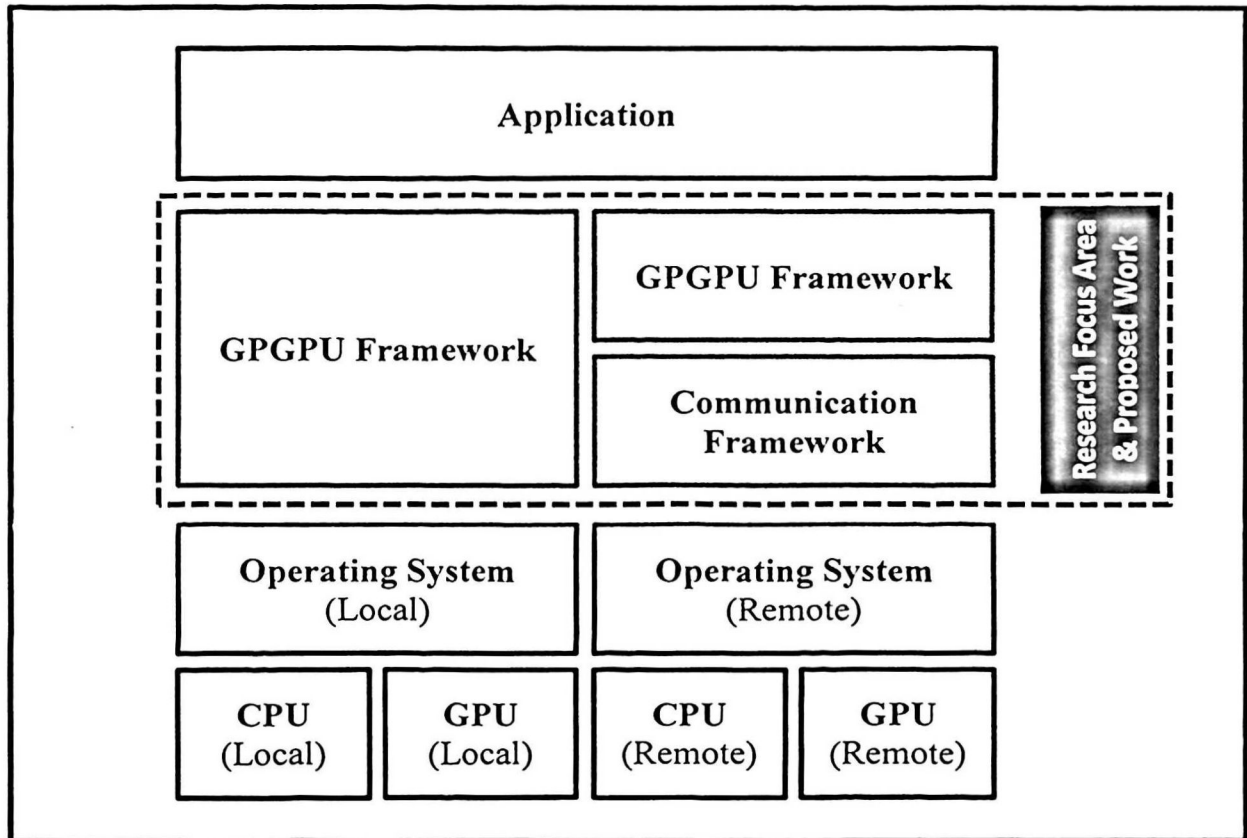 Application
GPGPU Framework
GPGPU Framework
Communication
Framework
Research Focus Area
& Proposed Work
Operating System
(Local)
Operating System
(Remote)
CPU
(Local)
GPU
(Local)
CPU
(Remote)
GPU
(Remote)